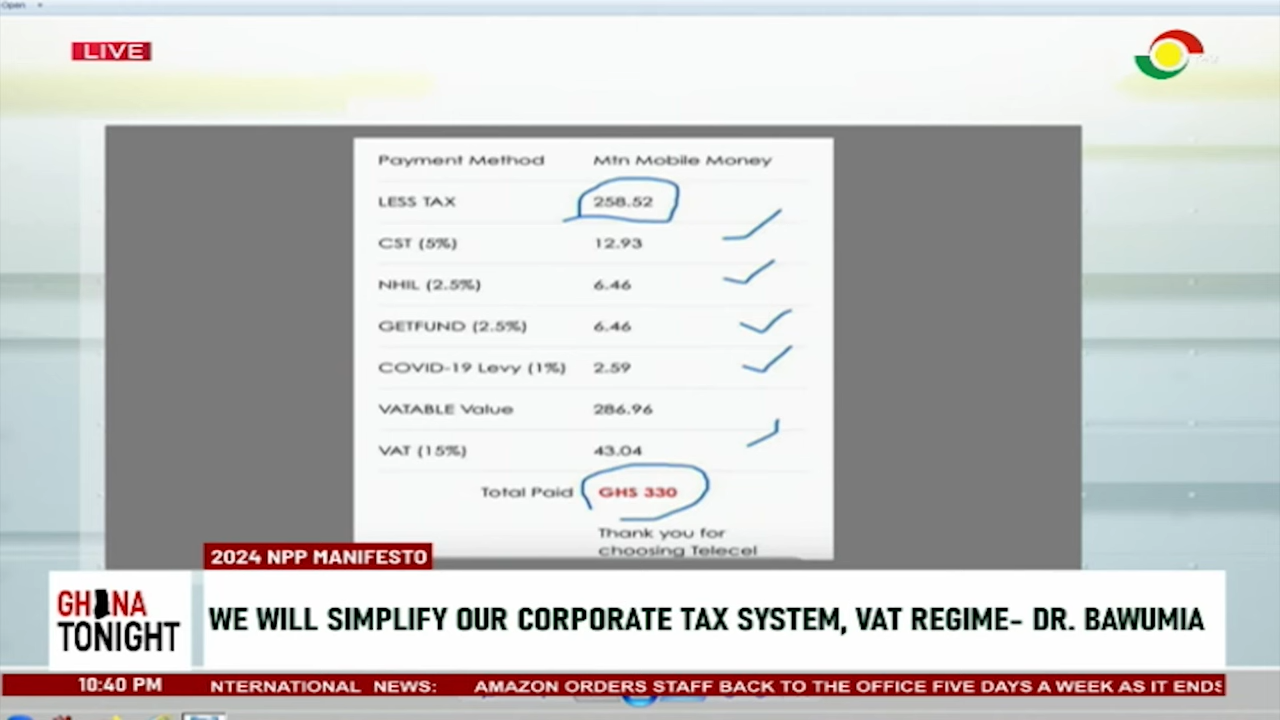 Open
LIVE
Payment Method Mtn Mobile Money
LESS TAX 258.52
CST (5%) 12.93
NHIL (2.5%) 6.46
GETFUND (2.5%) 6.46
COVID-19 Levy (1%) 2.59
VATABLE Value 286.96
VAT (15%) 43.04
Total Paid GHS 330
Thank you for
choosing Telecel
2024 NPP MANIFESTO
GHANA
TONIGHT
WE WILL SIMPLIFY OUR CORPORATE TAX SYSTEM, VAT REGIME- DR. BAWUMIA
10:40 PM NTERNATIONAL NEWS: AMAZON ORDERS STAFF BACK TO THE OFFICE FIVE DAYS A WEEK AS IT ENDS